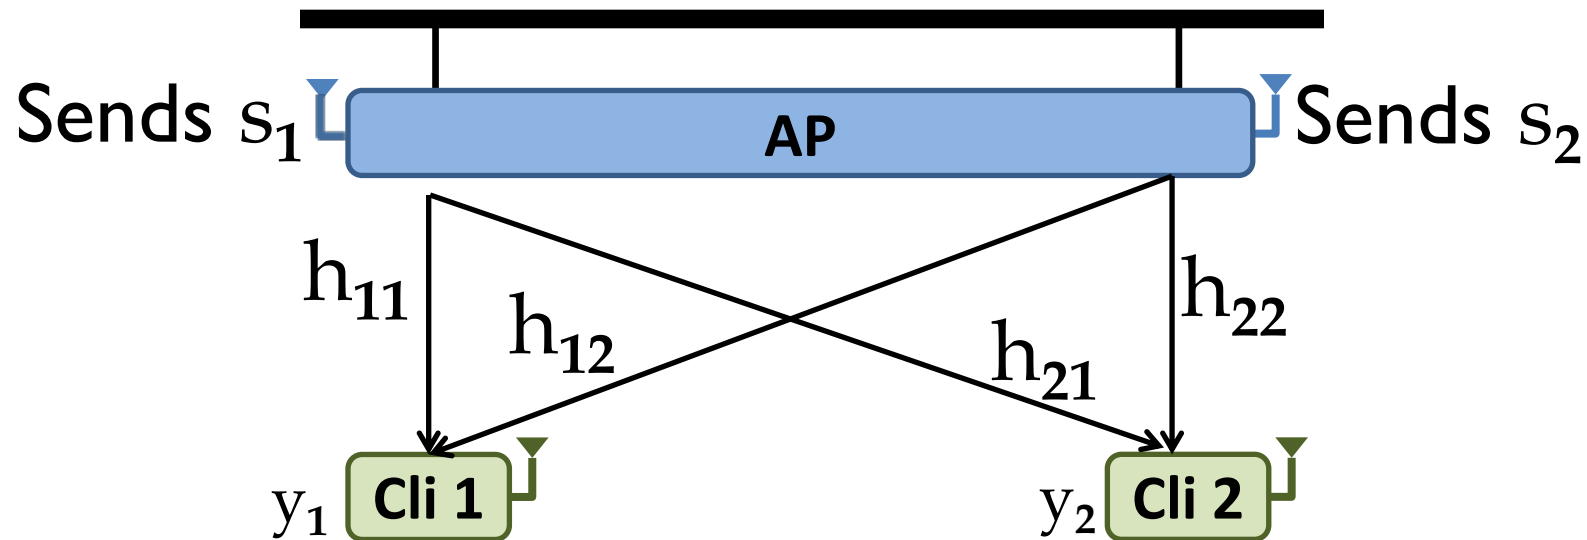 Sends s₁ AP Sends s₂
h₁₁ h₁₂ h₂₁ h₂₂
y₁ Cli 1 y₂ Cli 2